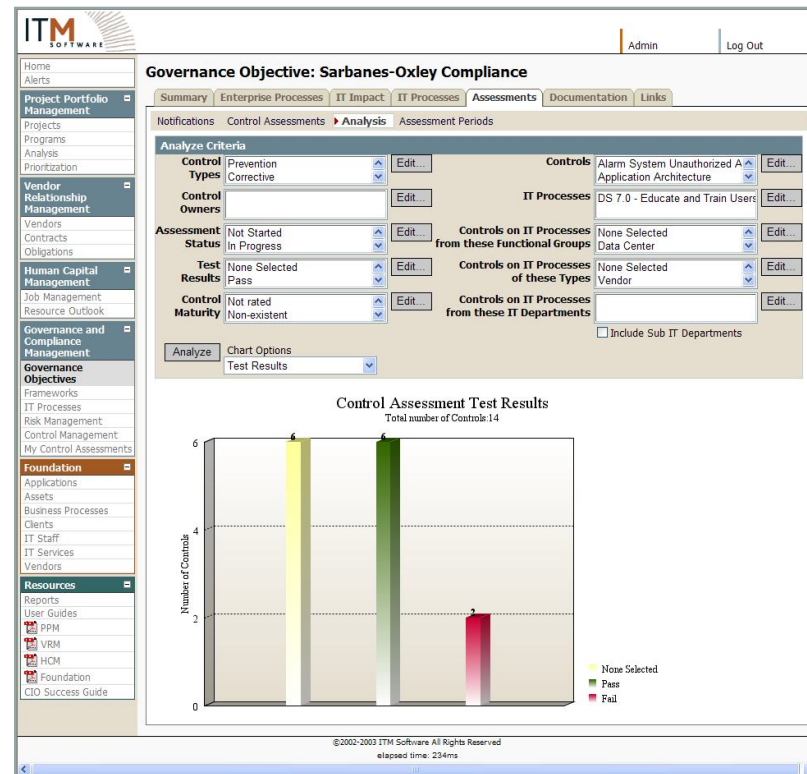 ITM
SOFTWARE
Admin
Log Out
Home
Alerts
Project Portfolio Management
Projects
Programs
Analysis
Prioritization
Vendor Relationship Management
Vendors
Contracts
Obligations
Human Capital Management
Job Management
Resource Outlook
Governance and Compliance Management
Governance Objectives
Frameworks
IT Processes
Risk Management
Control Management
My Control Assessments
Foundation
Applications
Assets
Business Processes
Clients
IT Staff
IT Services
Vendors
Resources
Reports
User Guides
PPM
VRM
HCM
Foundation
CIO Success Guide
Governance Objective: Sarbanes-Oxley Compliance
Summary Enterprise Processes IT Impact IT Processes Assessments Documentation Links
Notifications Control Assessments Analysis Assessment Periods
Analyze Criteria
Control Types
Prevention
Corrective
Edit...
Controls
Alarm System Unauthorized A
Application Architecture
Edit...
Control Owners
Edit...
IT Processes
DS 7.0 - Educate and Train Users
Edit...
Assessment Status
Not Started
In Progress
Edit...
Controls on IT Processes from these Functional Groups
None Selected
Data Center
Edit...
Test Results
None Selected
Pass
Edit...
Controls on IT Processes of these Types
None Selected
Vendor
Edit...
Control Maturity
Not rated
Non-existent
Edit...
Controls on IT Processes from these IT Departments
Edit...
Include Sub IT Departments
Analyze
Chart Options
Test Results
Control Assessment Test Results
Total number of Controls:14
Number of Controls
6
4
2
0
6
6
2
None Selected
Pass
Fail
©2002-2003 ITM Software All Rights Reserved
elapsed time: 234ms